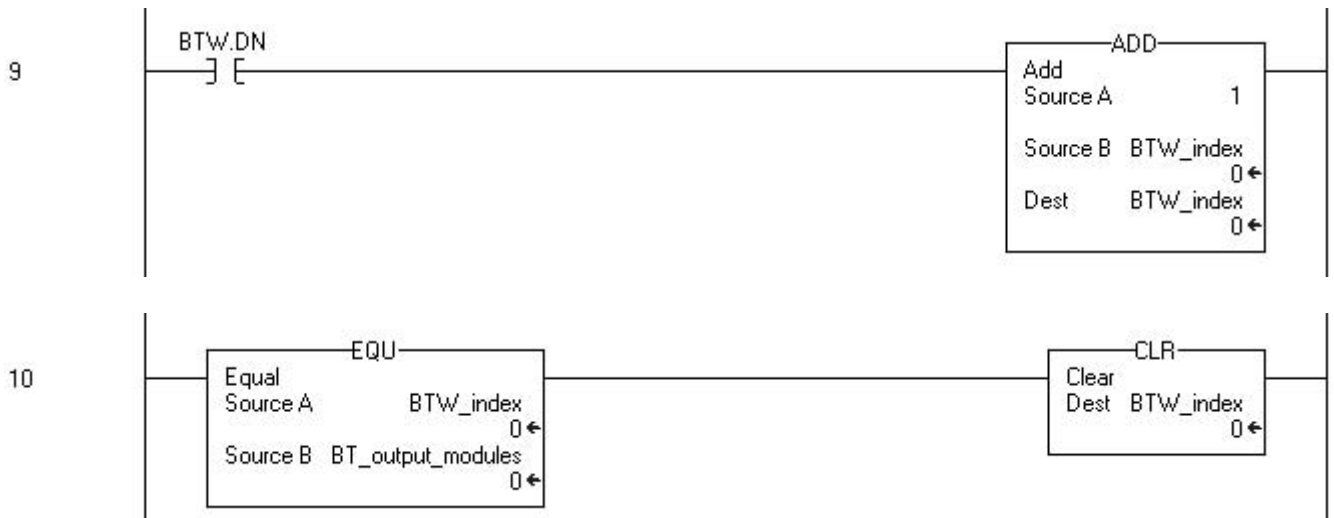 BTW.DN
9
ADD
Add
Source A 1
Source B BTW_index
0
Dest BTW_index
0
10
EQU
Equal
Source A BTW_index
0
Source B BT_output_modules
0
CLR
Clear
Dest BTW_index
0